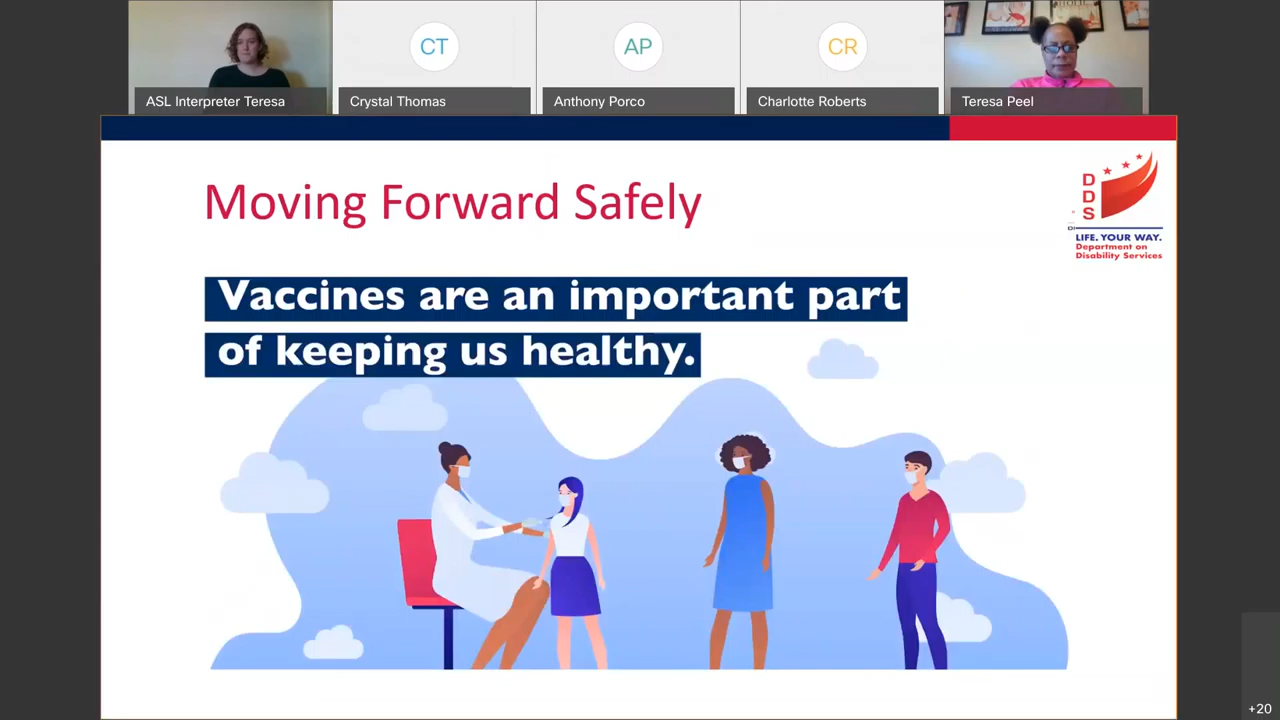 CT
AP
CR
ASL Interpreter Teresa
Crystal Thomas
Anthony Porco
Charlotte Roberts
Teresa Peel
Moving Forward Safely
DDS
LIFE. YOUR WAY.
Department on
Disability Services
Vaccines are an important part
of keeping us healthy.
+20